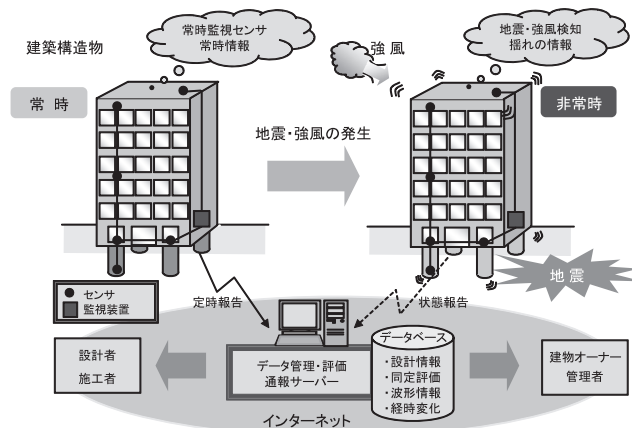 建築構造物
常時監視センサ
常時情報
強風
地震・強風検知
揺れの情報
常時
非常時
地震・強風の発生
地震
センサ
監視装置
定時報告
状態報告
設計者
施工者
データ管理・評価
通報サーバー
データベース
・設計情報
・同定評価
・波形情報
・経時変化
建物オーナー
管理者
インターネット